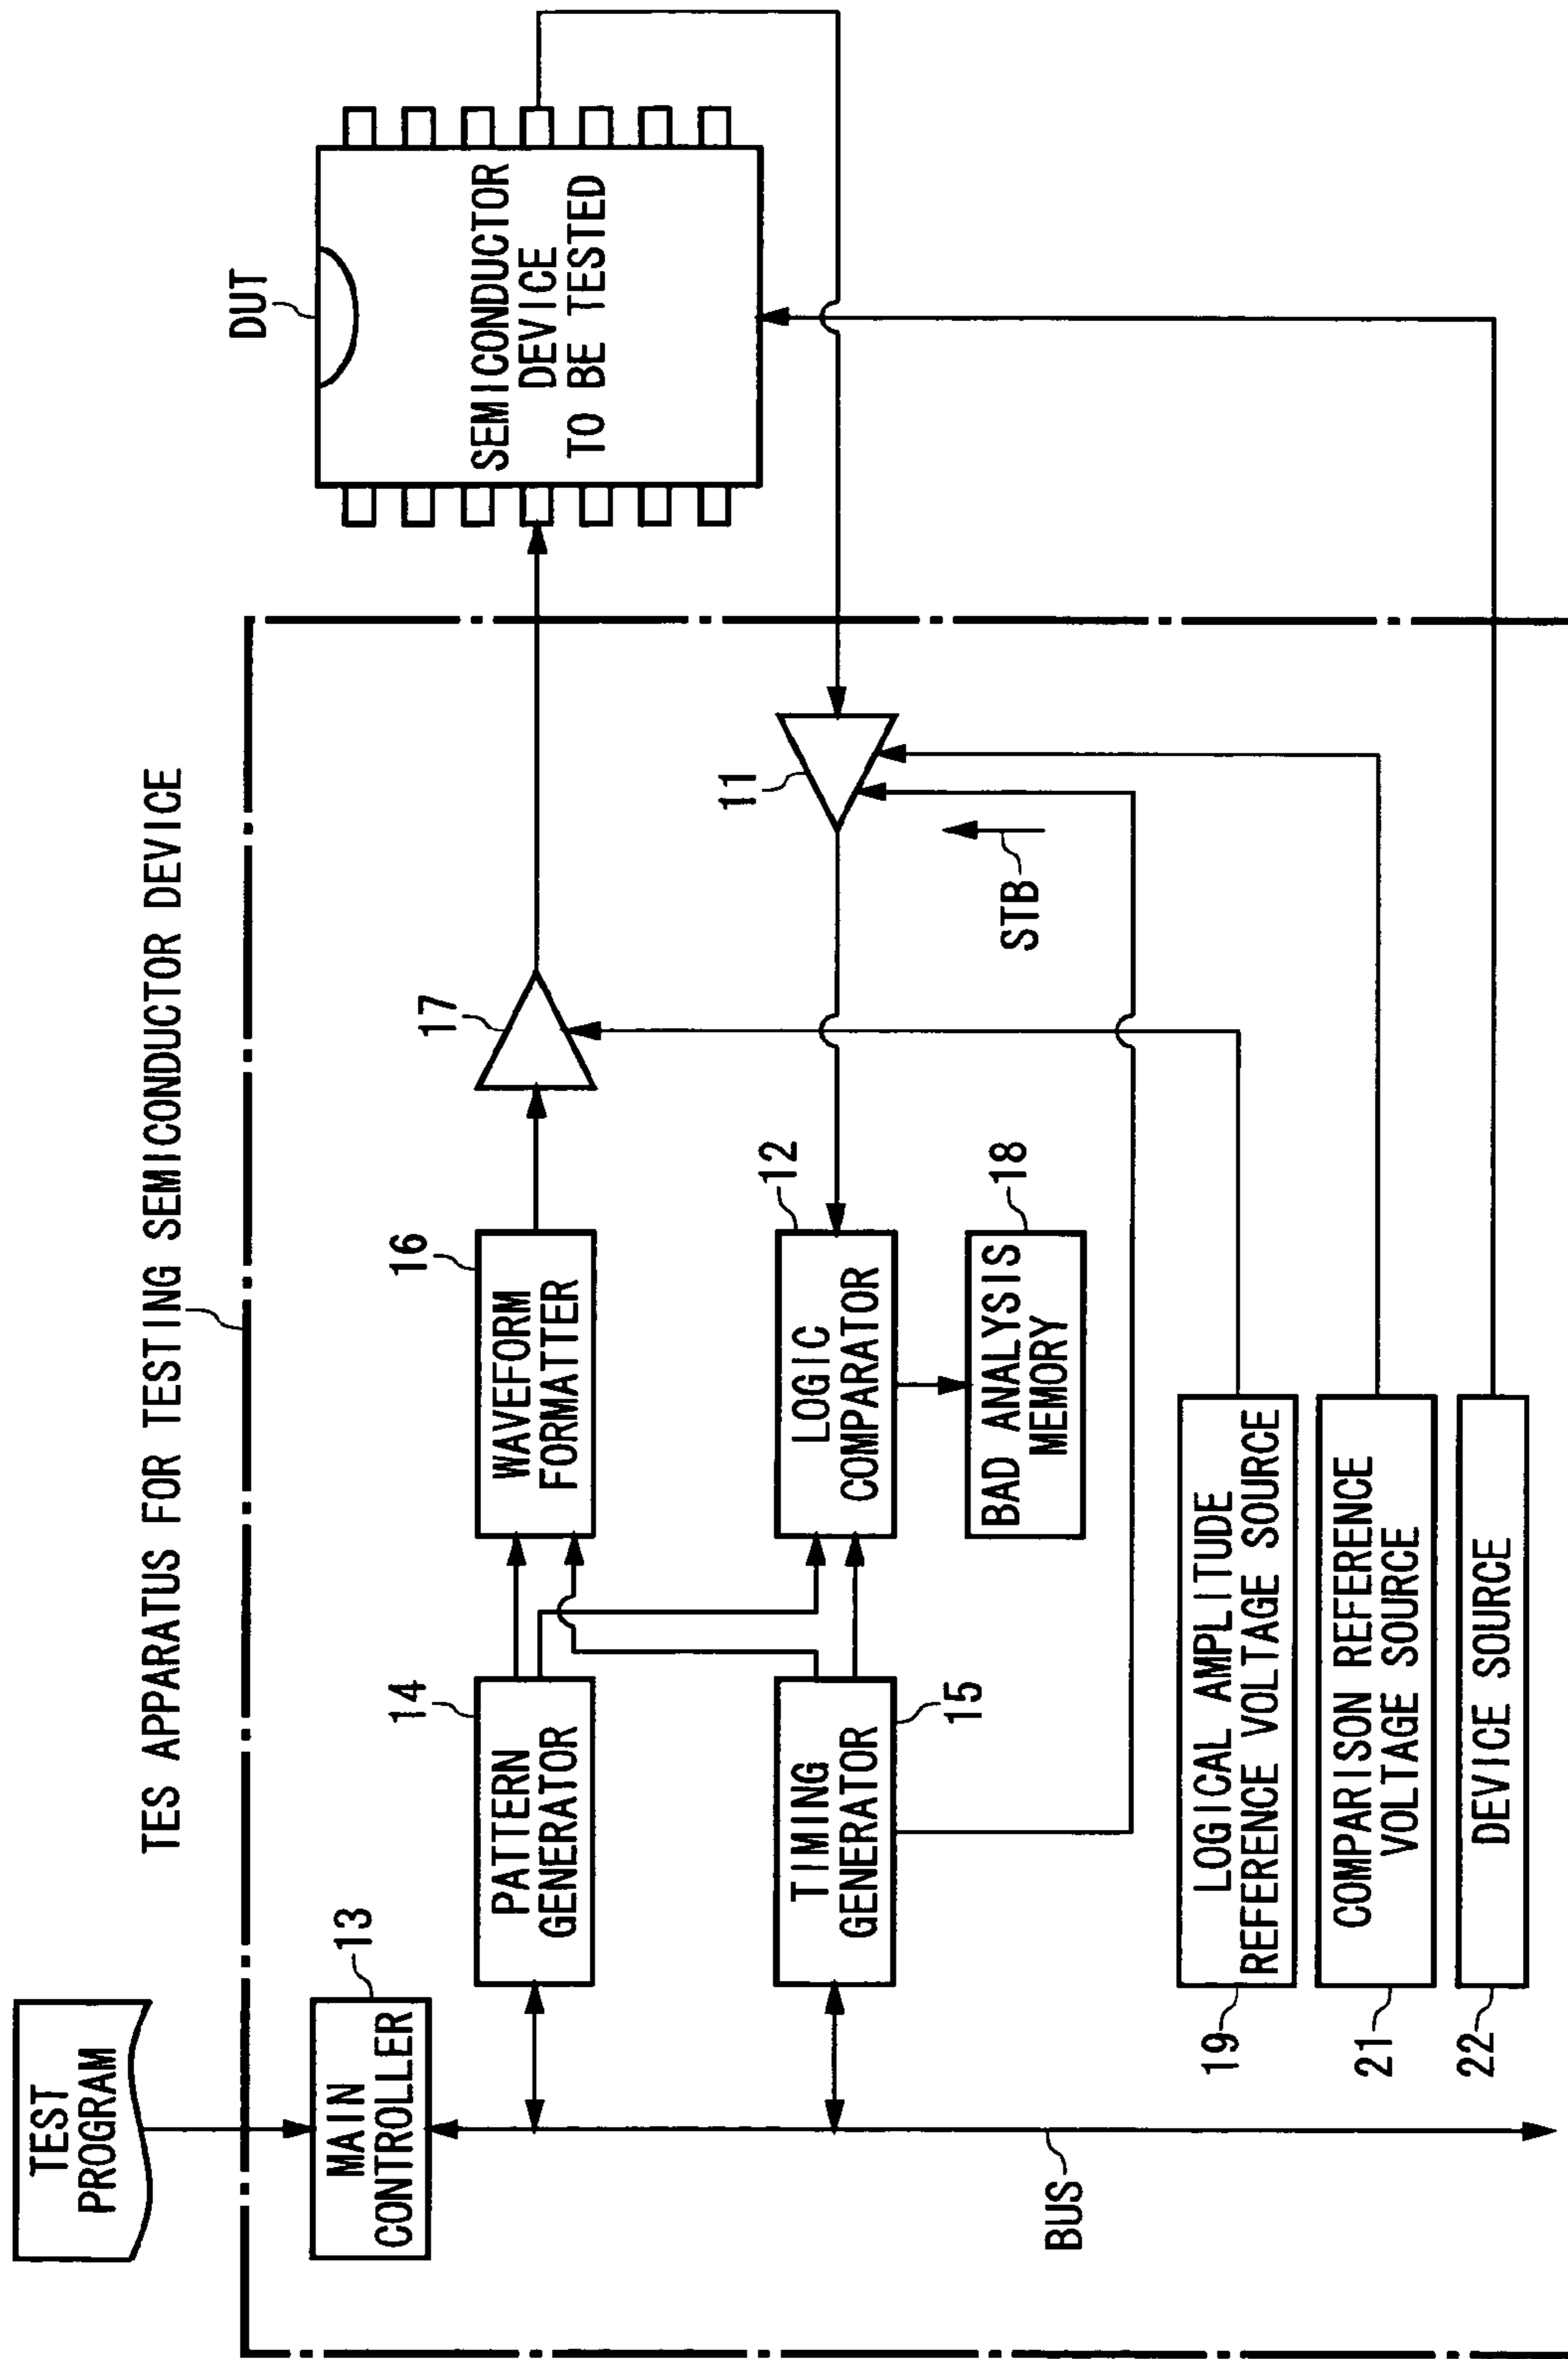 TES APPARATUS FOR TESTING SEMICONDUCTOR DEVICE
TEST
PROGRAM
13
MAIN
CONTROLLER
14
PATTERN
GENERATOR
16
WAVEFORM
FORMATTER
17
DUT
SEMICONDUCTOR
DEVICE
TO BE TESTED
TIMING
GENERATOR
15
12
LOGIC
COMPARATOR
11
18
BAD ANALYSIS
MEMORY
STB
BUS
19
LOGICAL AMPLITUDE
REFERENCE VOLTAGE SOURCE
21
COMPARISON REFERENCE
VOLTAGE SOURCE
22
DEVICE SOURCE